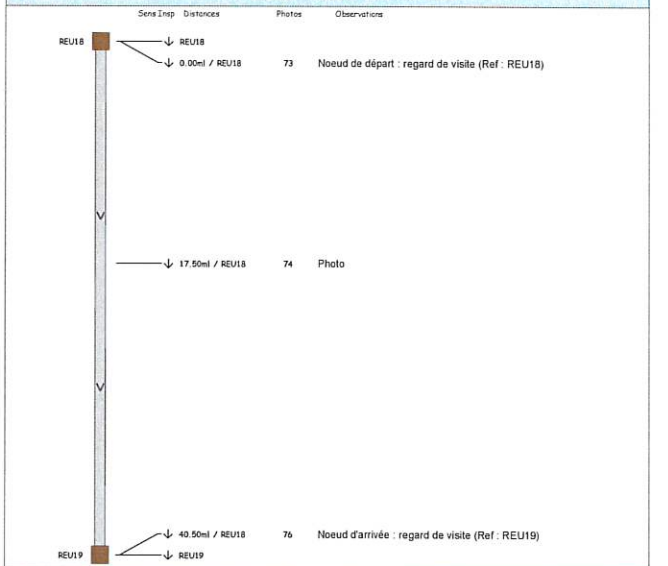 Sens Insp Distances Photos Observations
REU18 ↓ REU18
↓ 0.00ml / REU18 73 Noeud de départ : regard de visite (Ref : REU18)
↓ 17.50ml / REU18 74 Photo
↓ 40.50ml / REU18 76 Noeud d'arrivée : regard de visite (Ref : REU19)
REU19 ↓ REU19